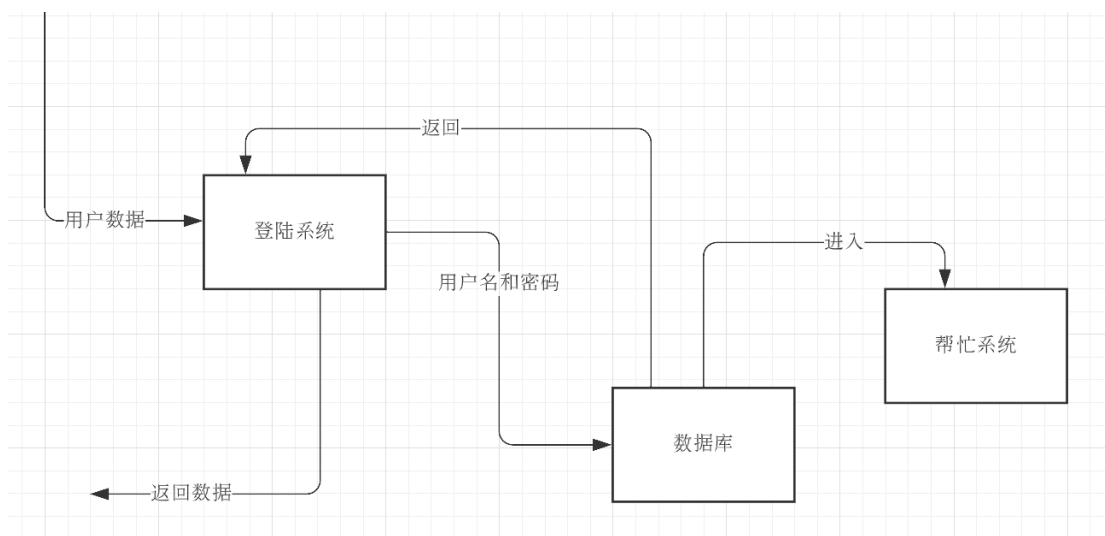 返回
用户数据
登陆系统
进入
用户名和密码
帮忙系统
数据库
返回数据